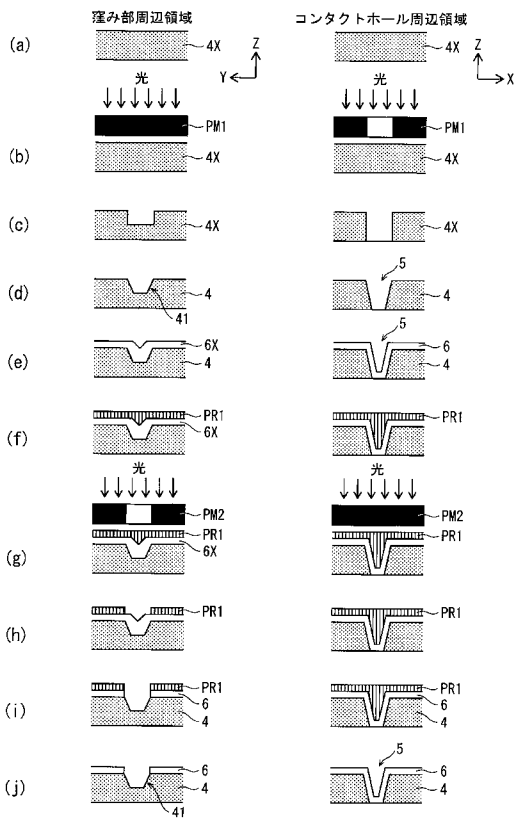 窪み部周辺領域 コンタクトホール周辺領域
(a) 4X Z Y 4X Z X
光 光
PM1 PM1
(b) 4X 4X
(c) 4X 4X
(d) 4 41 5 4
(e) 6X 4 5 6 4
(f) PR1 6X PR1
光 光
PM2 PM2
(g) PR1 6X PR1
(h) PR1 PR1
(i) PR1 6 4 PR1 6 4
(j) 6 4 41 5 6 4